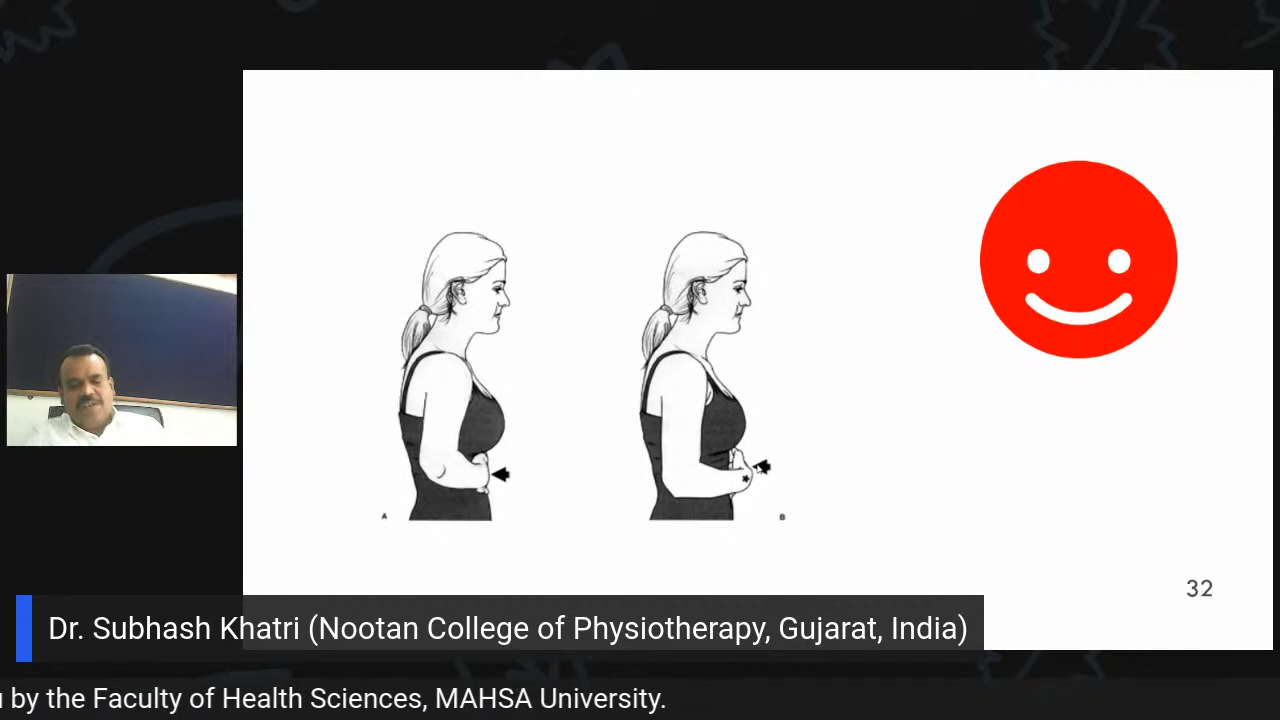 A
B
32
Dr. Subhash Khatri (Nootan College of Physiotherapy, Gujarat, India)
by the Faculty of Health Sciences, MAHSA University.